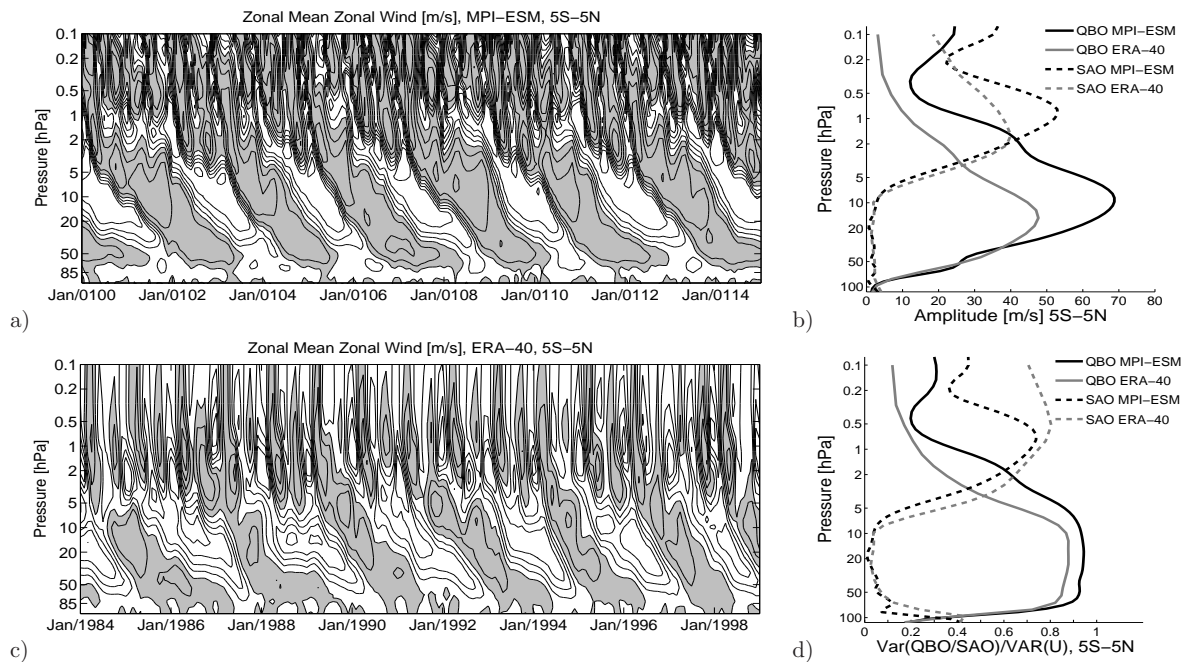 Zonal Mean Zonal Wind [m/s], MPI−ESM, 5S−5N
Pressure [hPa]
0.1
0.2
0.5
1
2
5
10
20
50
85
Jan/0100 Jan/0102 Jan/0104 Jan/0106 Jan/0108 Jan/0110 Jan/0112 Jan/0114
a)
QBO MPI−ESM
QBO ERA−40
SAO MPI−ESM
SAO ERA−40
Pressure [hPa]
0.1
0.2
0.5
1
2
5
10
20
50
100
0 10 20 30 40 50 60 70 80
Amplitude [m/s] 5S−5N
b)
Zonal Mean Zonal Wind [m/s], ERA−40, 5S−5N
Pressure [hPa]
0.1
0.2
0.5
1
2
5
10
20
50
85
Jan/1984 Jan/1986 Jan/1988 Jan/1990 Jan/1992 Jan/1994 Jan/1996 Jan/1998
c)
QBO MPI−ESM
QBO ERA−40
SAO MPI−ESM
SAO ERA−40
Pressure [hPa]
0.1
0.2
0.5
1
2
5
10
20
50
100
0 0.2 0.4 0.6 0.8 1
Var(QBO/SAO)/VAR(U), 5S−5N
d)